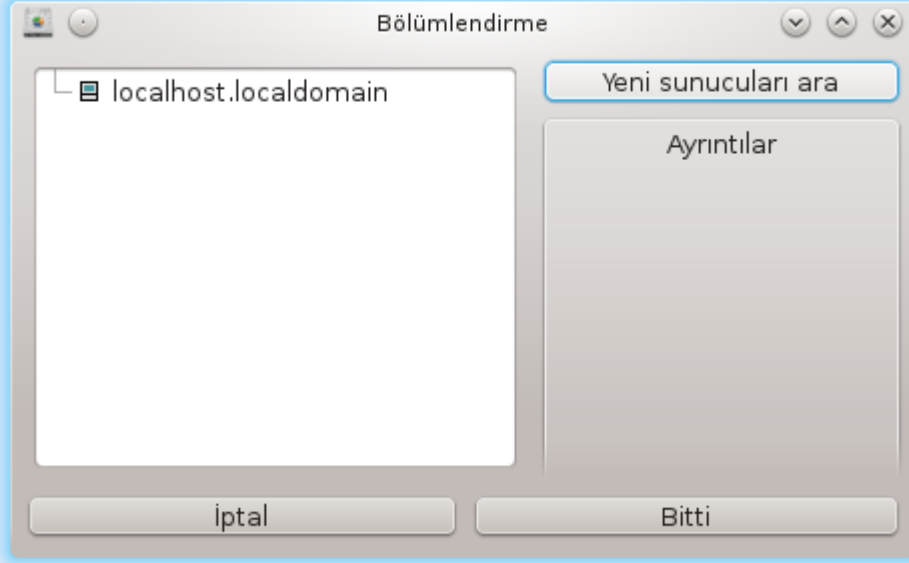 Bölümlendirme
localhost.localdomain
Yeni sunucuları ara
Ayrıntılar
İptal
Bitti